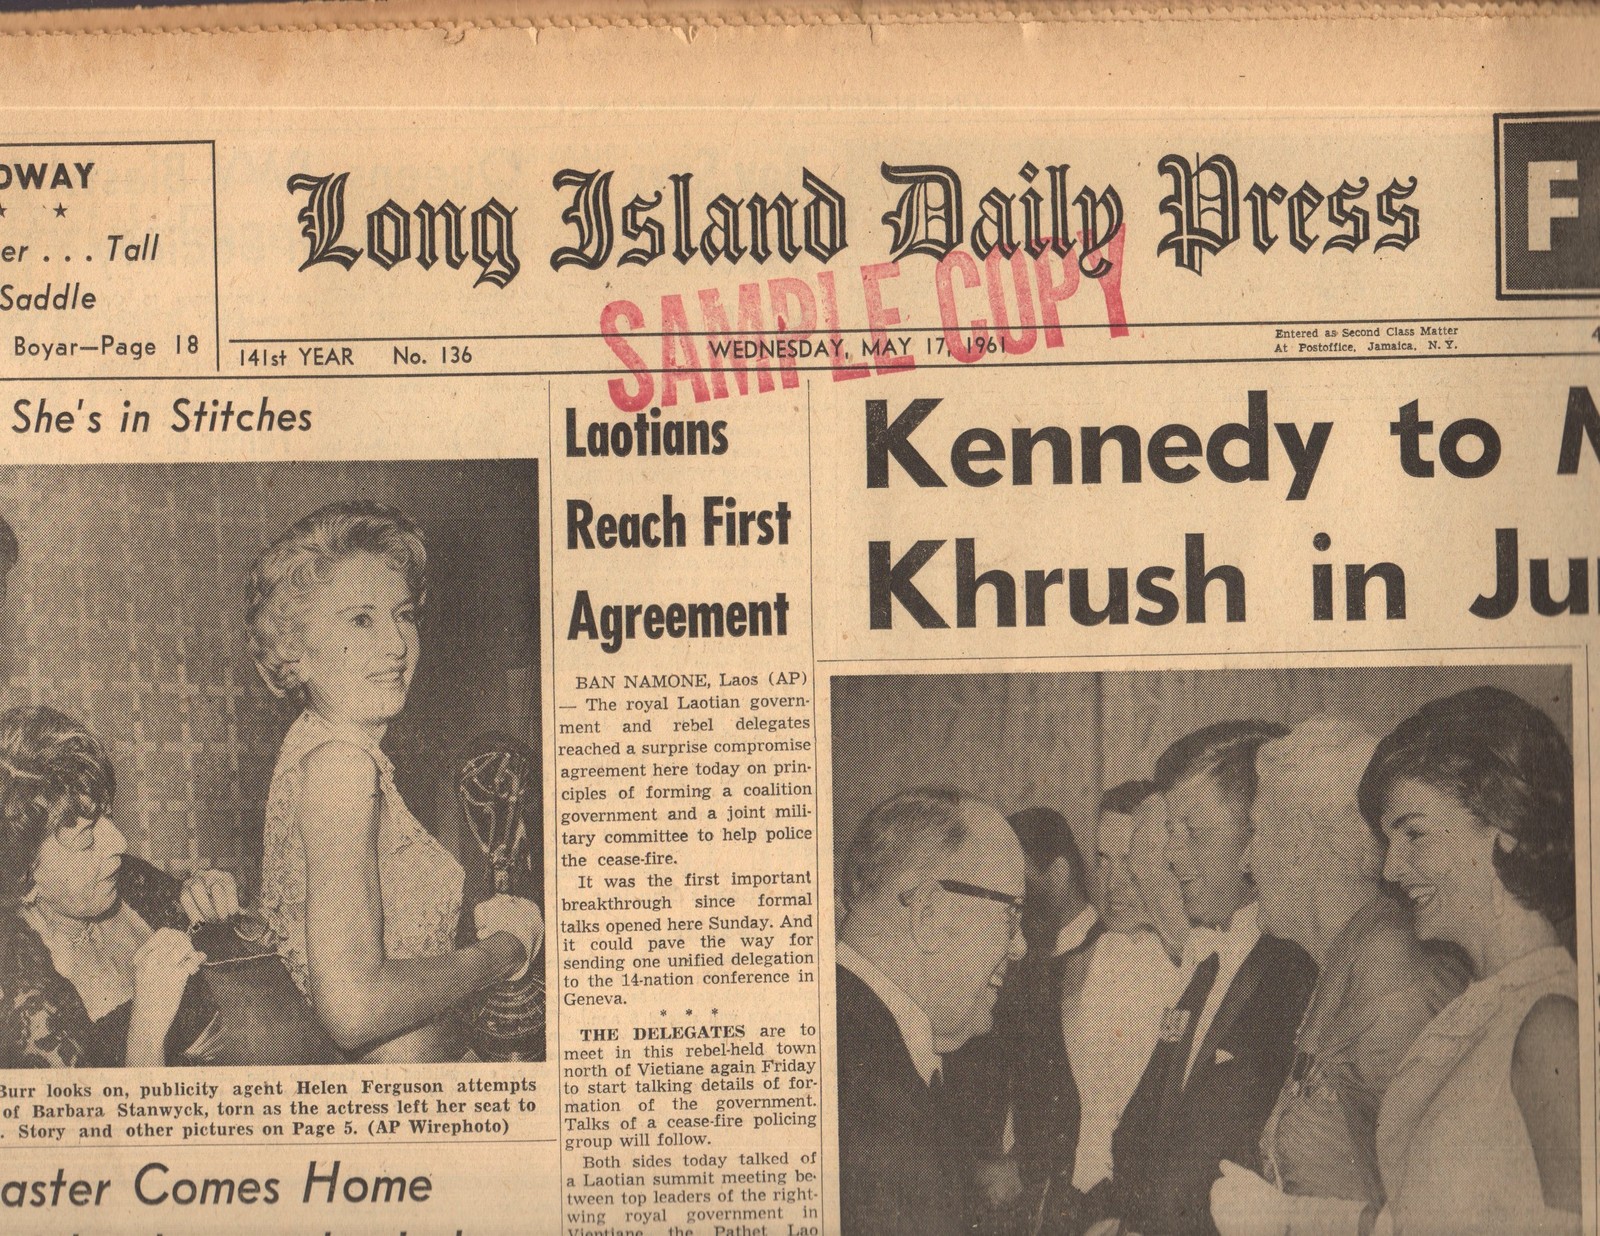 OWAY
★ ★
er . . . Tall
Saddle
Boyar—Page 18
Long Island Daily Press
F
SAMPLE COPY
141st YEAR No. 136
WEDNESDAY, MAY 17, 1961
Entered as Second Class Matter
At Postoffice, Jamaica, N. Y.
She's in Stitches
Burr looks on, publicity agent Helen Ferguson attempts
of Barbara Stanwyck, torn as the actress left her seat to
. Story and other pictures on Page 5. (AP Wirephoto)
aster Comes Home
Laotians
Reach First
Agreement
BAN NAMONE, Laos (AP)
— The royal Laotian govern-
ment and rebel delegates
reached a surprise compromise
agreement here today on prin-
ciples of forming a coalition
government and a joint mili-
tary committee to help police
the cease-fire.
It was the first important
breakthrough since formal
talks opened here Sunday. And
it could pave the way for
sending one unified delegation
to the 14-nation conference in
Geneva.
* * *
THE DELEGATES are to
meet in this rebel-held town
north of Vietiane again Friday
to start talking details of for-
mation of the government.
Talks of a cease-fire policing
group will follow.
Both sides today talked of
a Laotian summit meeting be-
tween top leaders of the right-
wing royal government in
Vientiane, the Pathet Lao
Kennedy to
Khrush in Ju